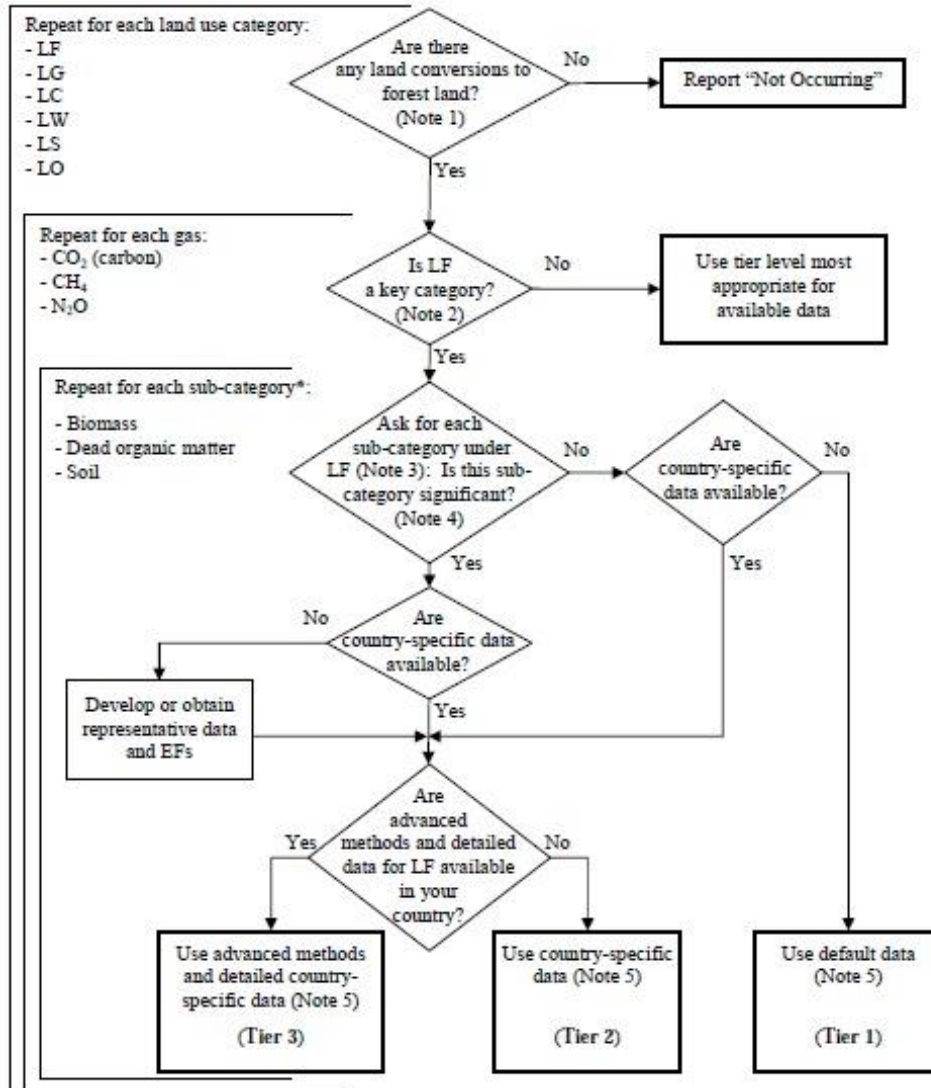 Repeat for each land use category:
- LF
- LG
- LC
- LW
- LS
- LO
Are there
any land conversions to
forest land?
(Note 1)
No
Report “Not Occurring”
Yes
Repeat for each gas:
- CO₂ (carbon)
- CH₄
- N₂O
Is LF
a key category?
(Note 2)
No
Use tier level most
appropriate for
available data
Yes
Repeat for each sub-category*:
- Biomass
- Dead organic matter
- Soil
Ask for each
sub-category under
LF (Note 3): Is this sub-
category significant?
(Note 4)
No
Are
country-specific
data available?
No
Yes
Yes
Are
country-specific data
available?
No
Develop or obtain
representative data
and EFs
Yes
Are
advanced
methods and detailed
data for LF available
in your
country?
Yes
No
Use advanced methods
and detailed country-
specific data (Note 5)
(Tier 3)
Use country-specific
data (Note 5)
(Tier 2)
Use default data
(Note 5)
(Tier 1)